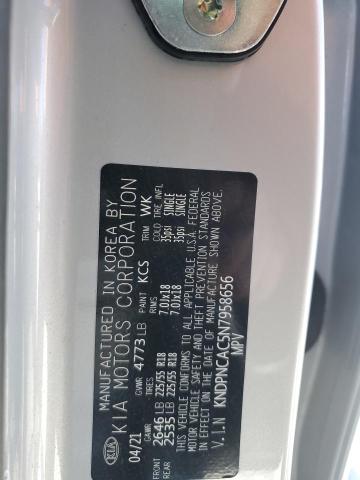 MANUFACTURED IN KOREA BY
KIA KIA MOTORS CORPORATION
04/21 GVWR 4773 LB PAINT KCS TRIM WK
GAWR TIRES RIMS COLD TIRE INFL
FRONT 2646 LB 225/55 R18 7.0Jx18 35psi SINGLE
REAR 2535 LB 225/55 R18 7.0Jx18 35psi SINGLE
THIS VEHICLE CONFORMS TO ALL APPLICABLE U.S.A. FEDERAL
MOTOR VEHICLE SAFETY AND THEFT PREVENTION STANDARDS
IN EFFECT ON THE DATE OF MANUFACTURE SHOWN ABOVE.
V.I.N KNDPNCAC5N7958656
MPV